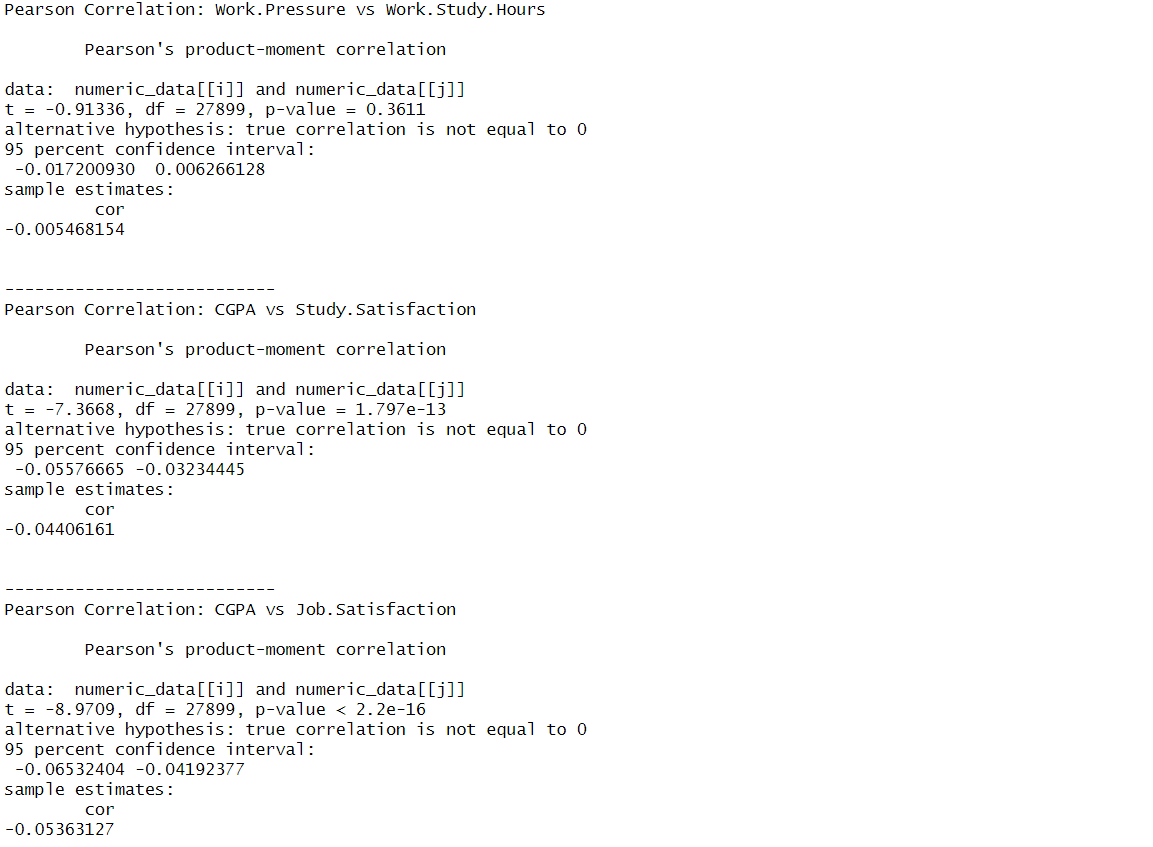 Pearson Correlation: Work.Pressure vs Work.Study.Hours
Pearson's product-moment correlation
data:  numeric_data[[i]] and numeric_data[[j]]
t = -0.91336, df = 27899, p-value = 0.3611
alternative hypothesis: true correlation is not equal to 0
95 percent confidence interval:
-0.017200930  0.006266128
sample estimates:
cor
-0.005468154
---------------------------
Pearson Correlation: CGPA vs Study.Satisfaction
Pearson's product-moment correlation
data:  numeric_data[[i]] and numeric_data[[j]]
t = -7.3668, df = 27899, p-value = 1.797e-13
alternative hypothesis: true correlation is not equal to 0
95 percent confidence interval:
-0.05576665 -0.03234445
sample estimates:
cor
-0.04406161
---------------------------
Pearson Correlation: CGPA vs Job.Satisfaction
Pearson's product-moment correlation
data:  numeric_data[[i]] and numeric_data[[j]]
t = -8.9709, df = 27899, p-value < 2.2e-16
alternative hypothesis: true correlation is not equal to 0
95 percent confidence interval:
-0.06532404 -0.04192377
sample estimates:
cor
-0.05363127